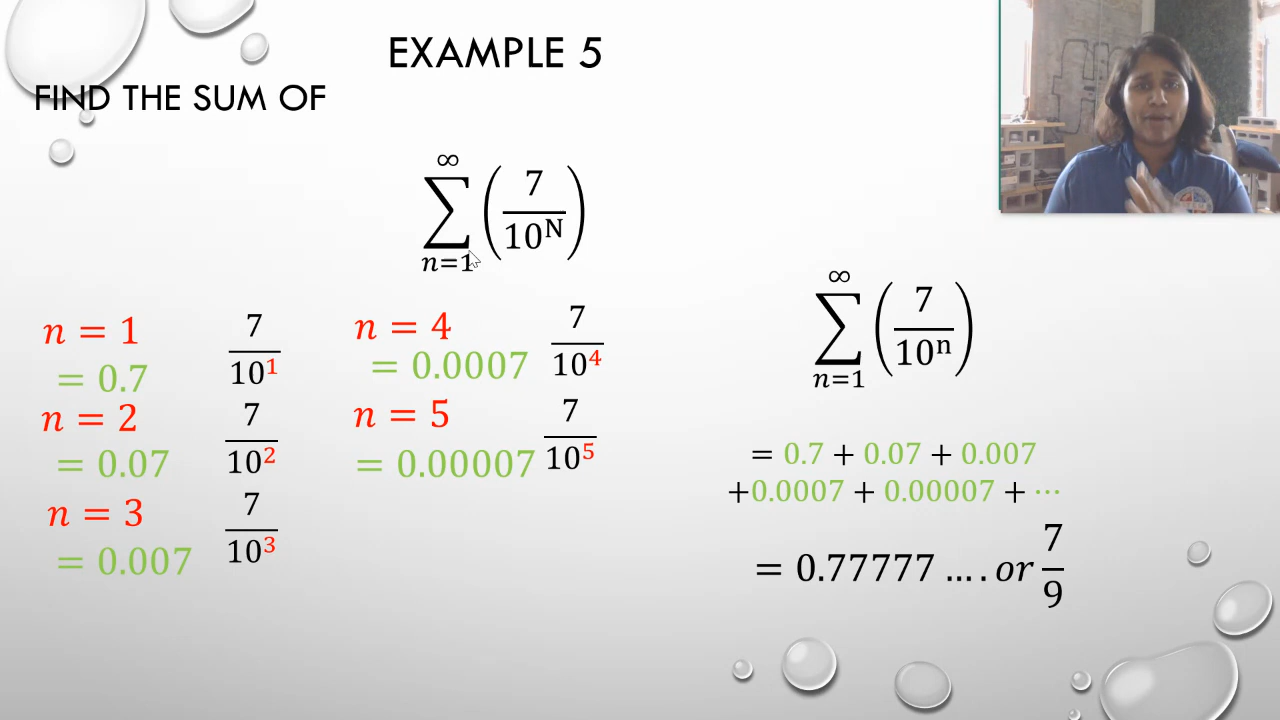 EXAMPLE 5
FIND THE SUM OF
∞
∑ (7/10^N)
n=1
n = 1 7/10^1
= 0.7
n = 2 7/10^2
= 0.07
n = 3 7/10^3
= 0.007
n = 4 7/10^4
= 0.0007
n = 5 7/10^5
= 0.00007
∞
∑ (7/10^n)
n=1
= 0.7 + 0.07 + 0.007
+0.0007 + 0.00007 + ⋯
= 0.77777 … . or 7/9